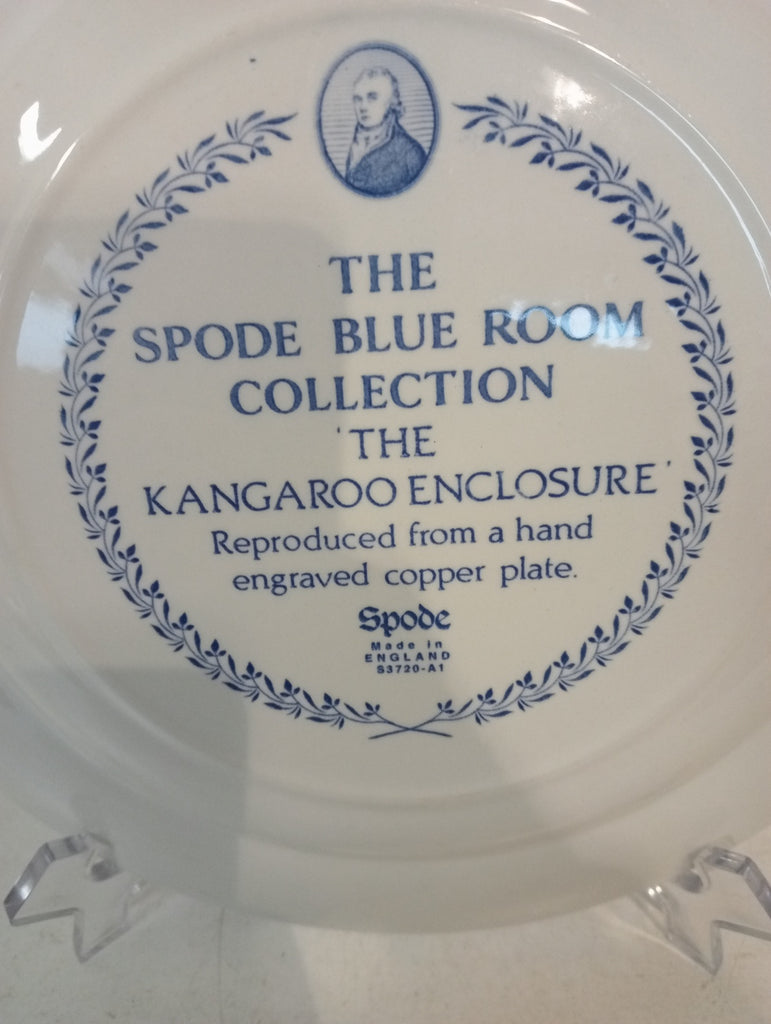 THE
SPODE BLUE ROOM
COLLECTION
'THE
KANGAROO ENCLOSURE'
Reproduced from a hand
engraved copper plate.
Spode
Made in
ENGLAND
S3720-A1